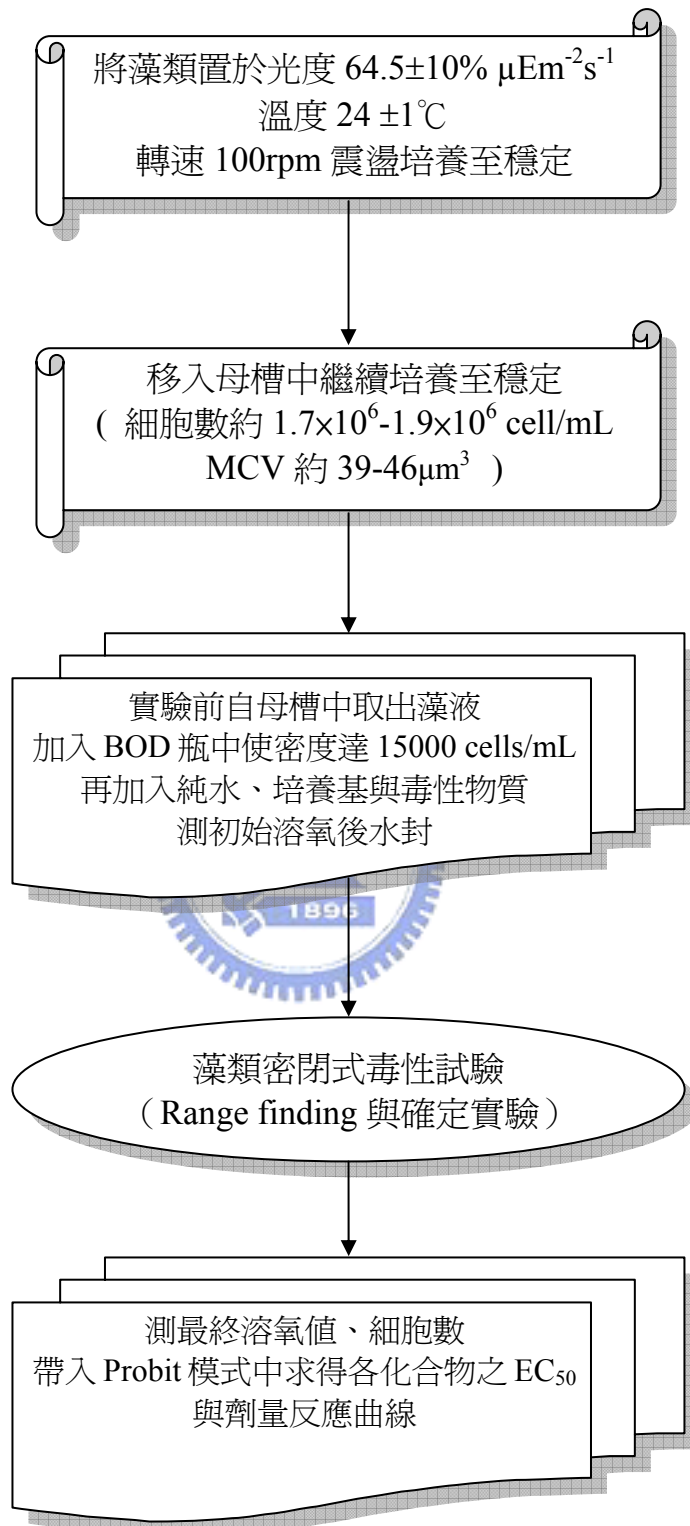 將藻類置於光度 64.5±10% μEm⁻²s⁻¹
溫度 24 ±1℃
轉速 100rpm 震盪培養至穩定
移入母槽中繼續培養至穩定
( 細胞數約 1.7×10⁶-1.9×10⁶ cell/mL
MCV 約 39-46μm³ )
實驗前自母槽中取出藻液
加入 BOD 瓶中使密度達 15000 cells/mL
再加入純水、培養基與毒性物質
測初始溶氧後水封
1896
藻類密閉式毒性試驗
（Range finding 與確定實驗）
測最終溶氧值、細胞數
帶入 Probit 模式中求得各化合物之 EC₅₀
與劑量反應曲線